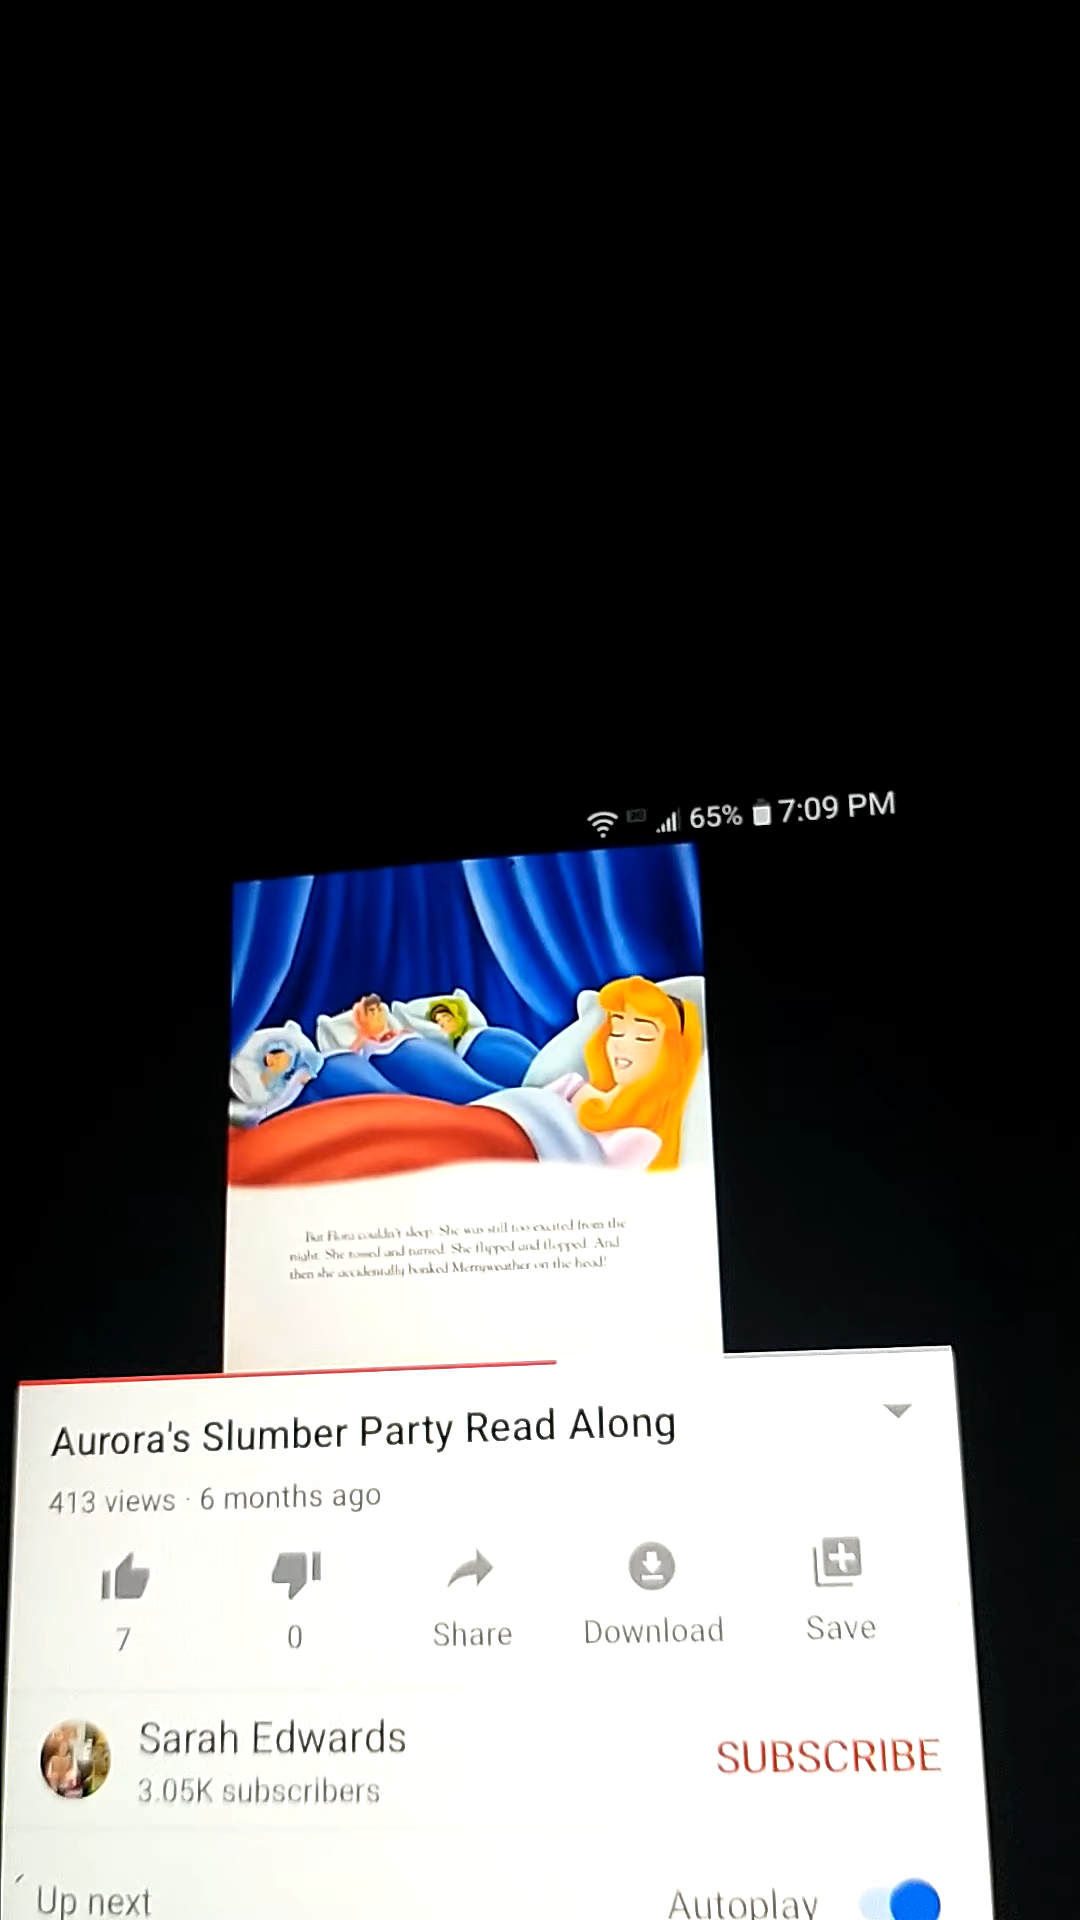 65% 7:09 PM
But Flora couldn't sleep. She was still too excited from the
night. She tossed and turned. She flipped and flopped. And
then she accidentally bonked Merryweather on the head!
Aurora's Slumber Party Read Along
413 views · 6 months ago
7 0 Share Download Save
Sarah Edwards
SUBSCRIBE
3.05K subscribers
Up next Autoplay